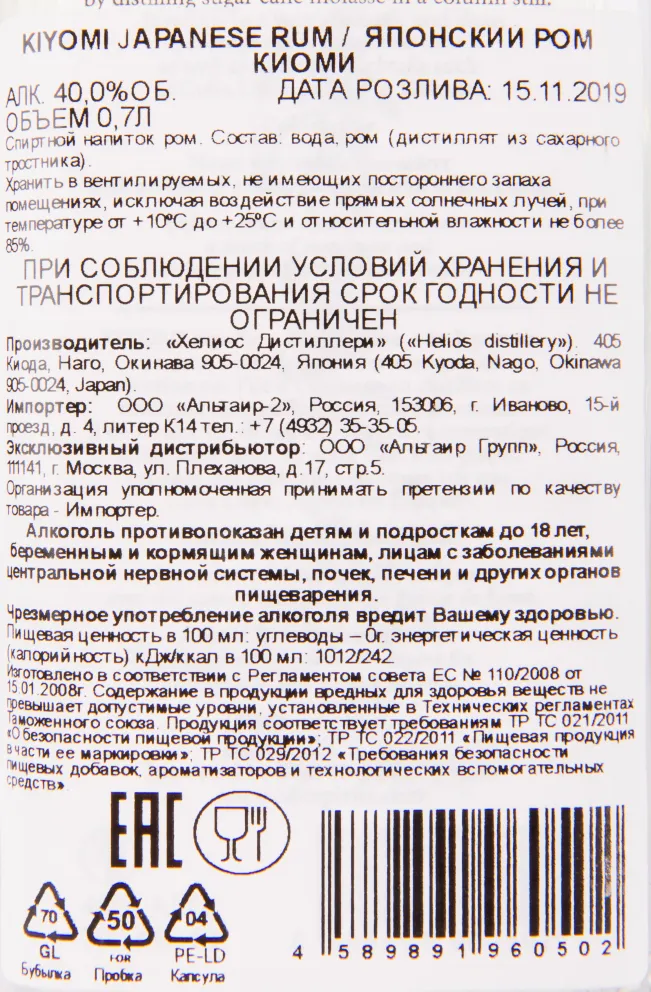 by distilling sugar cane molasse in a column still.
KIYOMI JAPANESE RUM / ЯПОНСКИЙ РОМ
КИОМИ
АЛК. 40,0%ОБ. ДАТА РОЗЛИВА: 15.11.2019
ОБЪЕМ 0,7Л
Спиртной напиток ром. Состав: вода, ром (дистиллят из сахарного
тростника).
Хранить в вентилируемых, не имеющих постороннего запаха
помещениях, исключая воздействие прямых солнечных лучей, при
температуре от +10°С до +25°С и относительной влажности не более
85%.
ПРИ СОБЛЮДЕНИИ УСЛОВИЙ ХРАНЕНИЯ И
ТРАНСПОРТИРОВАНИЯ СРОК ГОДНОСТИ НЕ
ОГРАНИЧЕН
Производитель: «Хелиос Дистиллери» («Helios distillery»). 405
Киода, Наго, Окинава 905-0024, Япония (405 Kyoda, Nago, Okinawa
905-0024, Japan).
Импортер: ООО «Альтаир-2», Россия, 153006, г. Иваново, 15-й
проезд, д. 4, литер К14 тел.: +7 (4932) 35-35-05.
Эксклюзивный дистрибьютор: ООО «Альтаир Групп», Россия,
111141, г. Москва, ул. Плеханова, д.17, стр.5.
Организация уполномоченная принимать претензии по качеству
товара - Импортер.
Алкоголь противопоказан детям и подросткам до 18 лет,
беременным и кормящим женщинам, лицам с заболеваниями
центральной нервной системы, почек, печени и других органов
пищеварения.
Чрезмерное употребление алкоголя вредит Вашему здоровью.
Пищевая ценность в 100 мл: углеводы – 0г. энергетическая ценность
(калорийность) кДж/ккал в 100 мл: 1012/242
Изготовлено в соответствии с Регламентом совета ЕС № 110/2008 от
15.01.2008г. Содержание в продукции вредных для здоровья веществ не
превышает допустимые уровни, установленные в Технических регламентах
Таможенного союза. Продукция соответствует требованиям ТР ТС 021/2011
«О безопасности пищевой продукции»; ТР ТС 022/2011 «Пищевая продукция
в части ее маркировки»; ТР ТС 029/2012 «Требования безопасности
пищевых добавок, ароматизаторов и технологических вспомогательных
средств»
EAC
70 50 04
GL FOR PE-LD
Бутылка Пробка Капсула
4 589891 960502